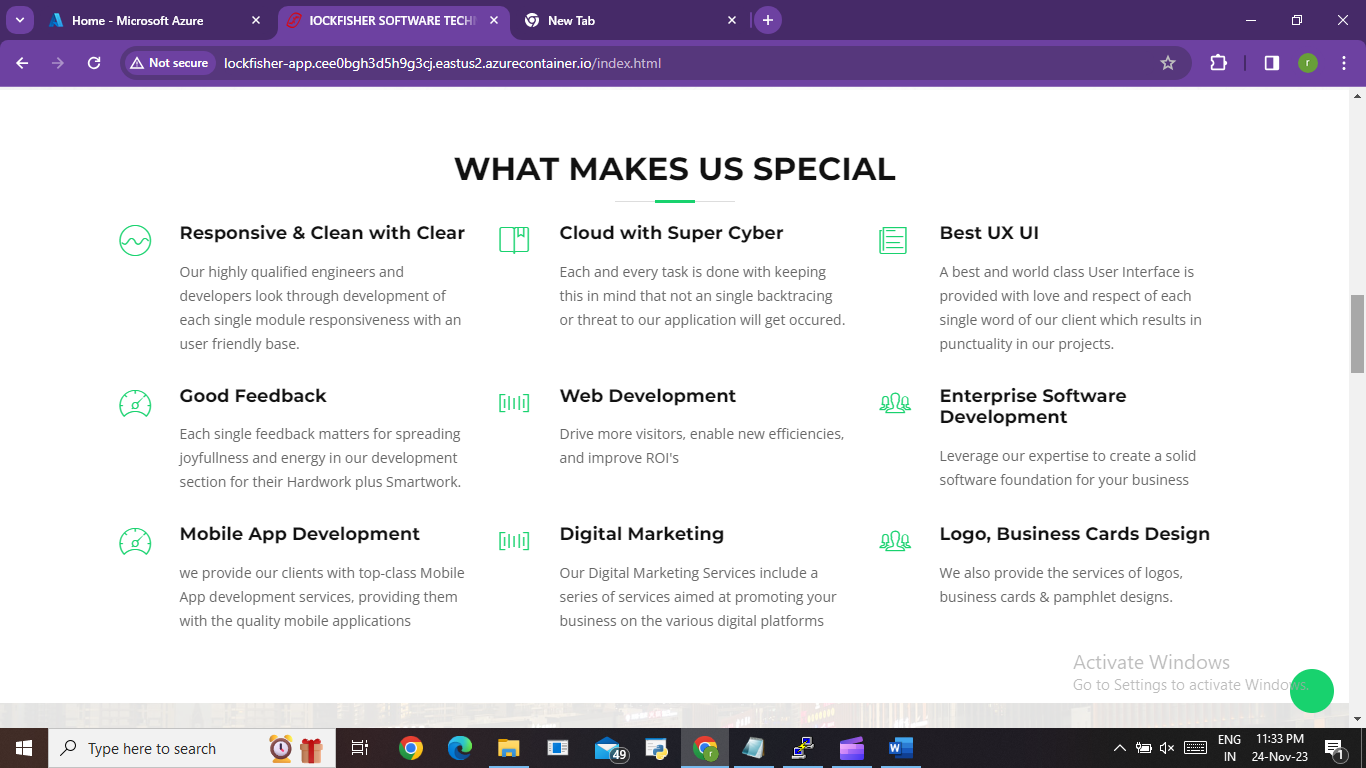 Home - Microsoft Azure
lOCKFISHER SOFTWARE TECH
New Tab
Not secure
lockfisher-app.cee0bgh3d5h9g3cj.eastus2.azurecontainer.io/index.html
r
WHAT MAKES US SPECIAL
Responsive & Clean with Clear
Our highly qualified engineers and
developers look through development of
each single module responsiveness with an
user friendly base.
Cloud with Super Cyber
Each and every task is done with keeping
this in mind that not an single backtracing
or threat to our application will get occured.
Best UX UI
A best and world class User Interface is
provided with love and respect of each
single word of our client which results in
punctuality in our projects.
Good Feedback
Each single feedback matters for spreading
joyfullness and energy in our development
section for their Hardwork plus Smartwork.
Web Development
Drive more visitors, enable new efficiencies,
and improve ROI's
Enterprise Software
Development
Leverage our expertise to create a solid
software foundation for your business
Mobile App Development
we provide our clients with top-class Mobile
App development services, providing them
with the quality mobile applications
Digital Marketing
Our Digital Marketing Services include a
series of services aimed at promoting your
business on the various digital platforms
Logo, Business Cards Design
We also provide the services of logos,
business cards & pamphlet designs.
Activate Windows
Go to Settings to activate Windows.
Type here to search
49
r
W
ENG
IN
11:33 PM
24-Nov-23
1